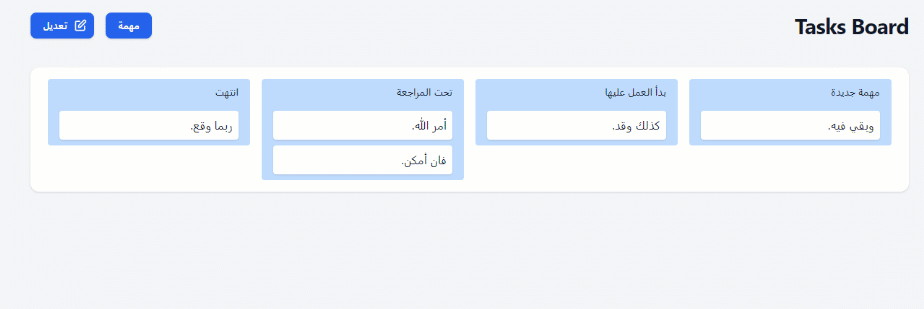 Tasks Board
مهمة
تعديل
مهمة جديدة
وبقي فيه.
بدأ العمل عليها
كذلك وقد.
تحت المراجعة
أمر الله.
فان أمكن.
انتهت
ربما وقع.